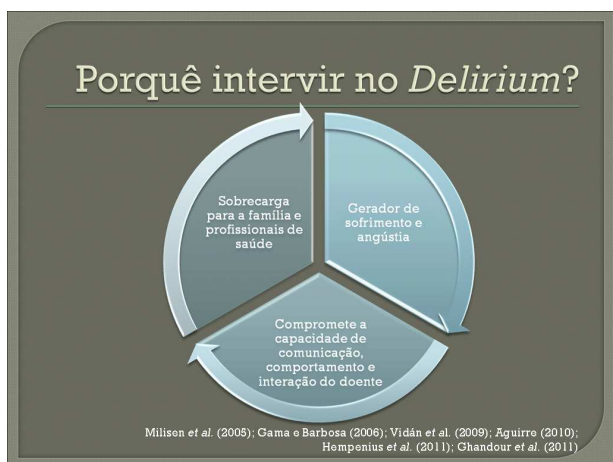 Porquê intervir no Delirium?
Sobrecarga
para a família e
profissionais de
saúde
Gerador de
sofrimento e
angústia
Compromete a
capacidade de
comunicação,
comportamento e
interação do doente
Milisen et al. (2005); Gama e Barbosa (2006); Vidán et al. (2009); Aguirre (2010);
Hempenius et al. (2011); Ghandour et al. (2011)